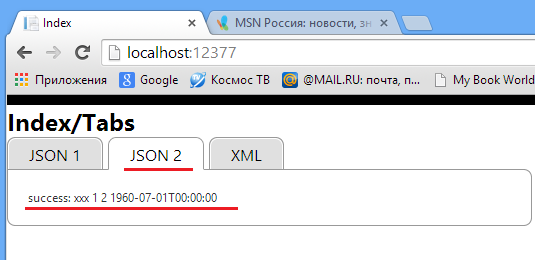 Index
MSN Россия: новости, зн
localhost:12377
Приложения Google Космос ТВ @MAIL.RU: почта, п... My Book World
Index/Tabs
JSON 1 JSON 2 XML
success: xxx 1 2 1960-07-01T00:00:00